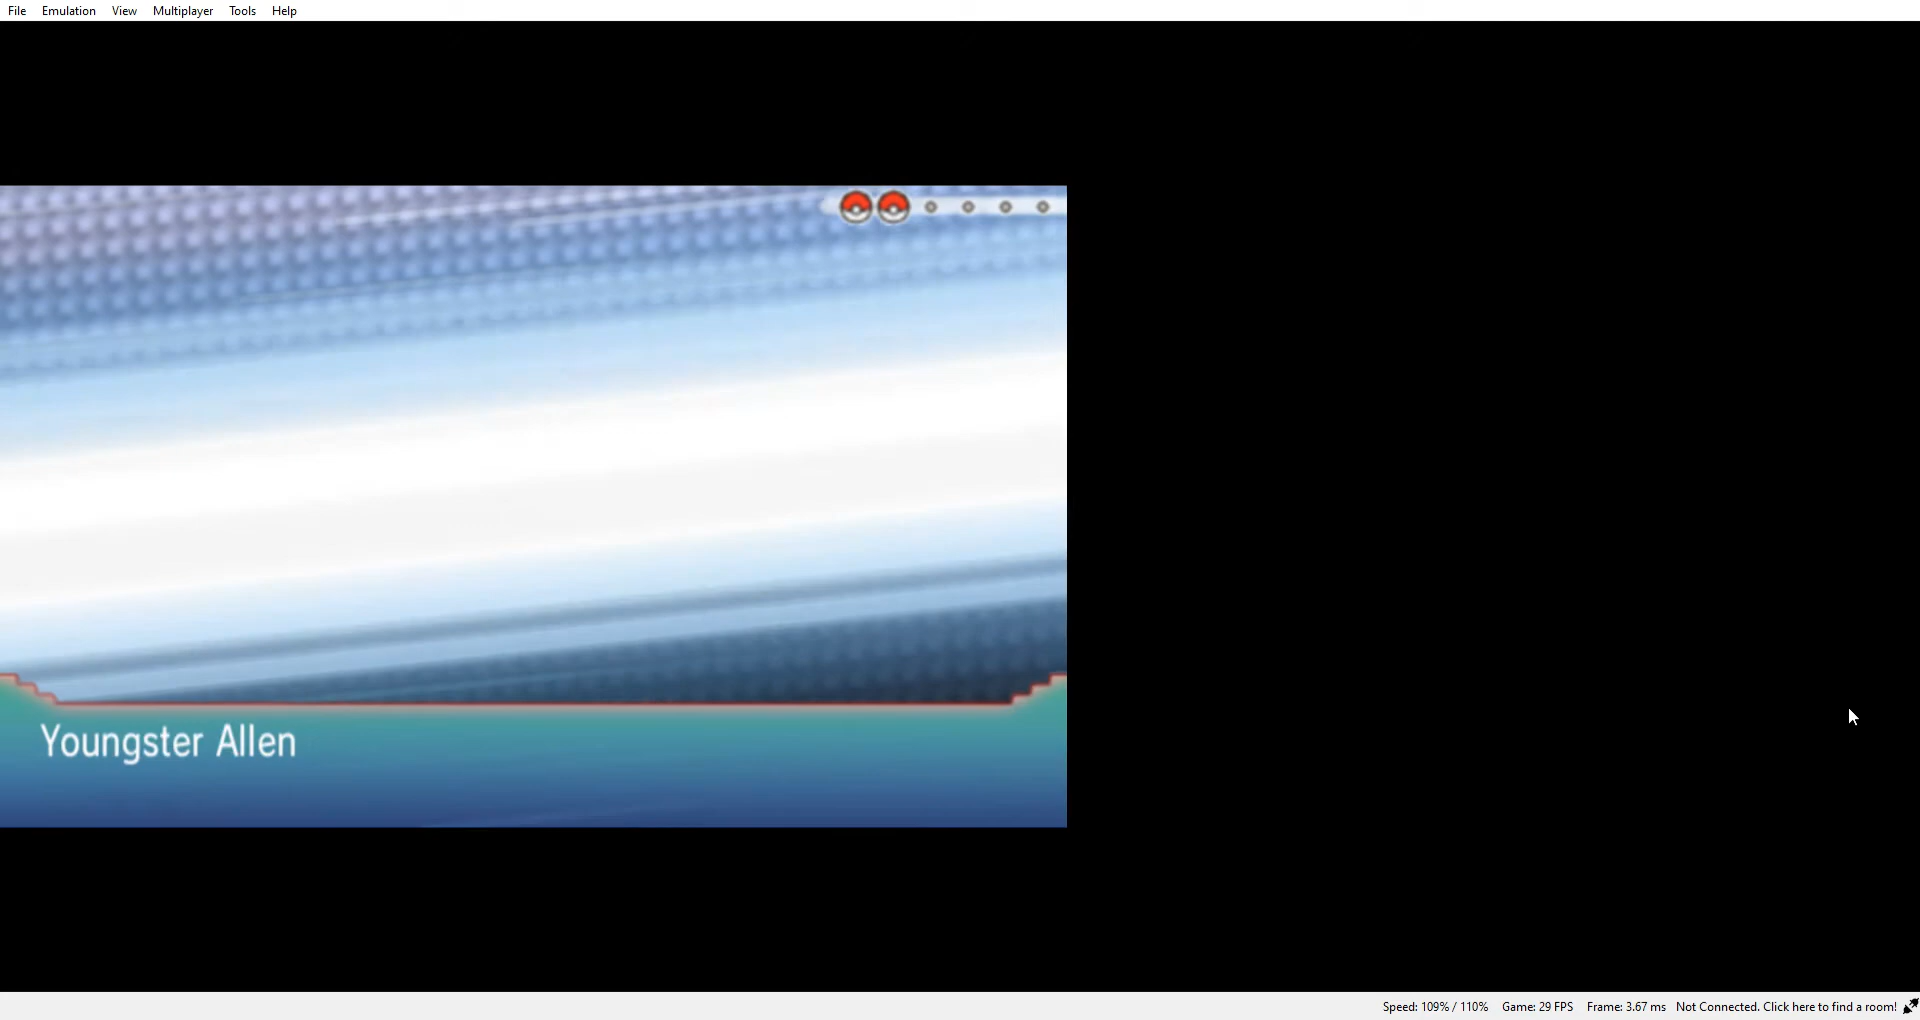 File Emulation View Multiplayer Tools Help
Youngster Allen
Speed: 109% / 110% Game: 29 FPS Frame: 3.67 ms Not Connected. Click here to find a room!